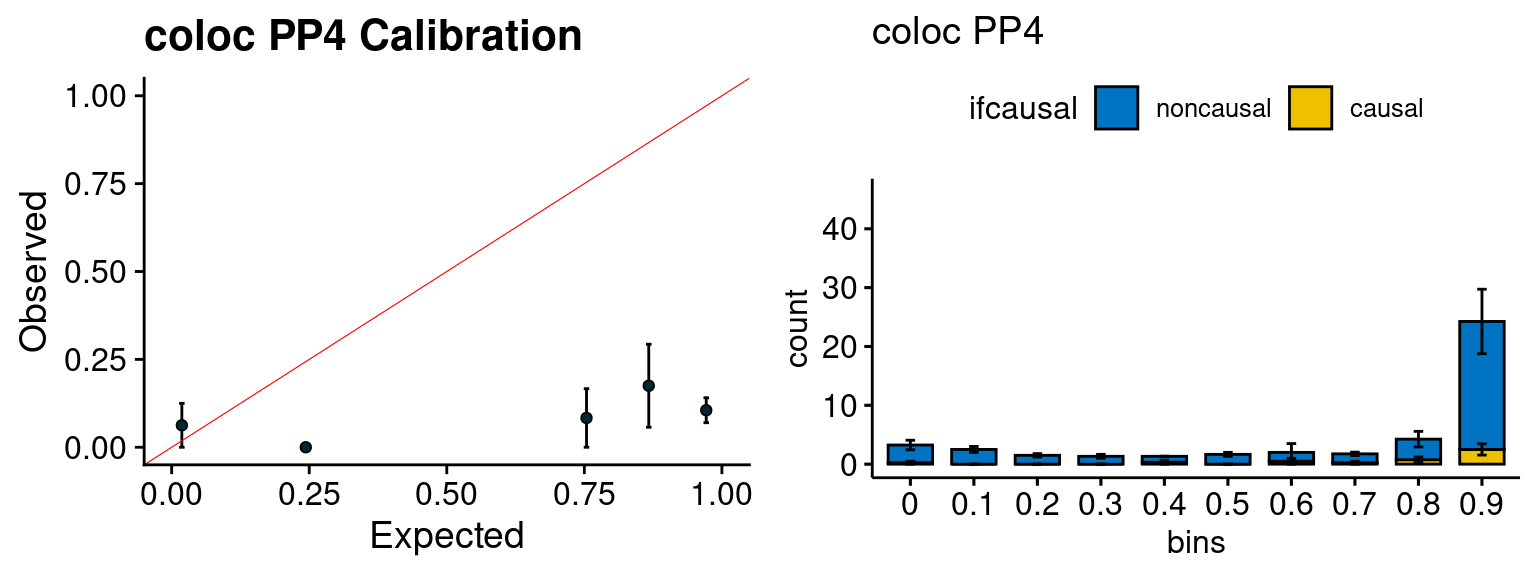 coloc PP4 Calibration
1.00
0.75
0.50
0.25
0.00
Observed
0.00 0.25 0.50 0.75 1.00
Expected
coloc PP4
ifcausal noncausal causal
40
30
20
10
0
count
0 0.1 0.2 0.3 0.4 0.5 0.6 0.7 0.8 0.9
bins